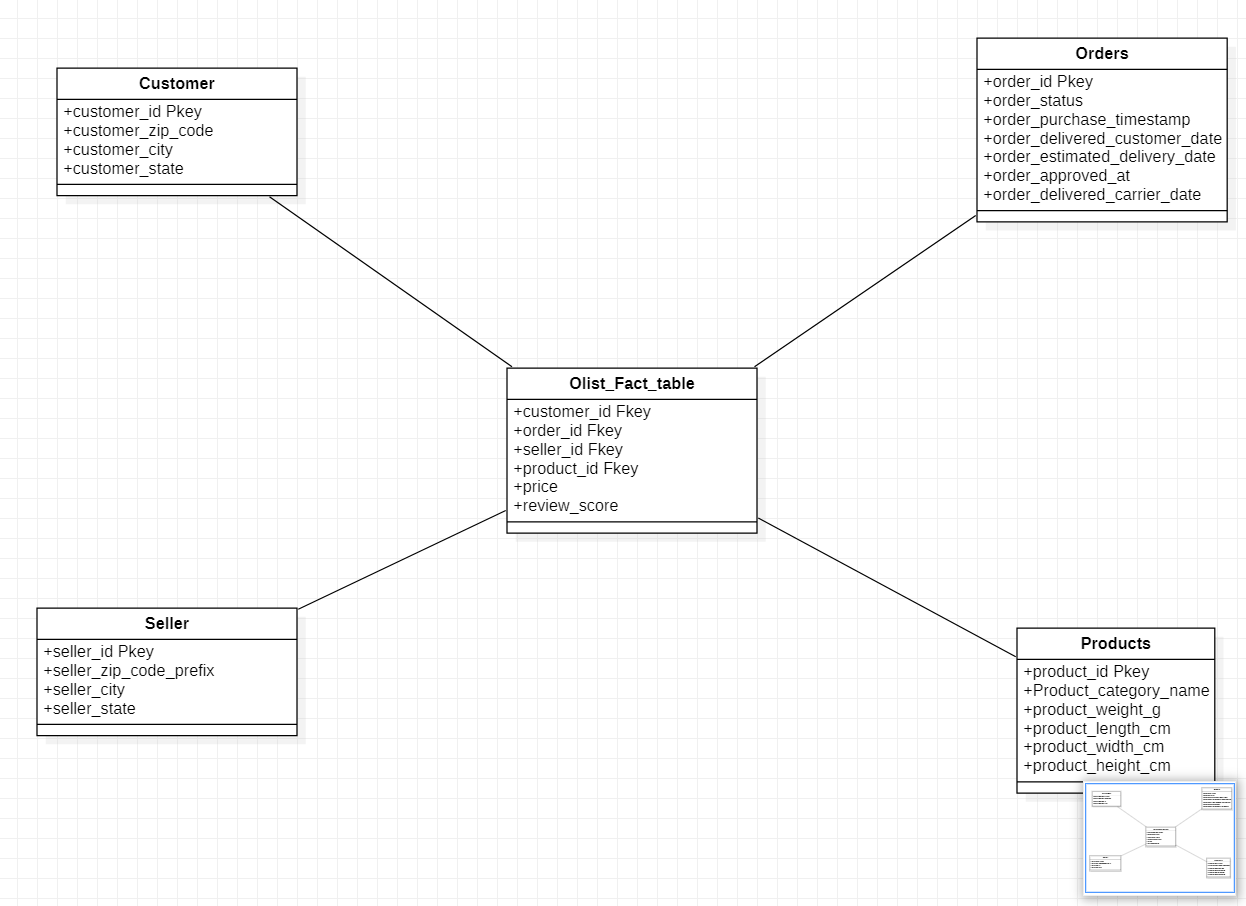 Customer
+customer_id Pkey
+customer_zip_code
+customer_city
+customer_state
Orders
+order_id Pkey
+order_status
+order_purchase_timestamp
+order_delivered_customer_date
+order_estimated_delivery_date
+order_approved_at
+order_delivered_carrier_date
Olist_Fact_table
+customer_id Fkey
+order_id Fkey
+seller_id Fkey
+product_id Fkey
+price
+review_score
Seller
+seller_id Pkey
+seller_zip_code_prefix
+seller_city
+seller_state
Products
+product_id Pkey
+Product_category_name
+product_weight_g
+product_length_cm
+product_width_cm
+product_height_cm